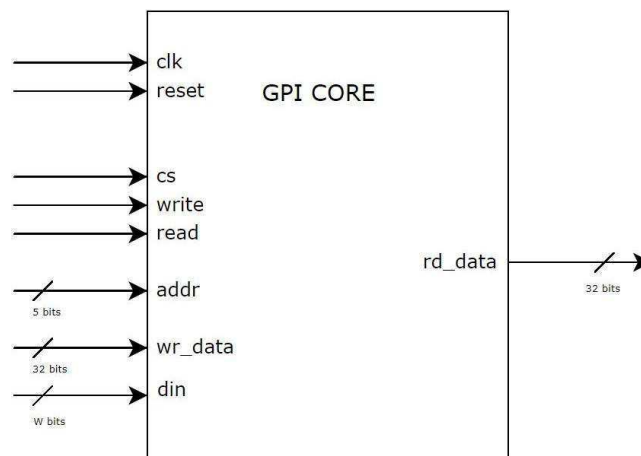 clk
reset
GPI CORE
cs
write
read
rd_data
32 bits
addr
5 bits
wr_data
32 bits
din
W bits